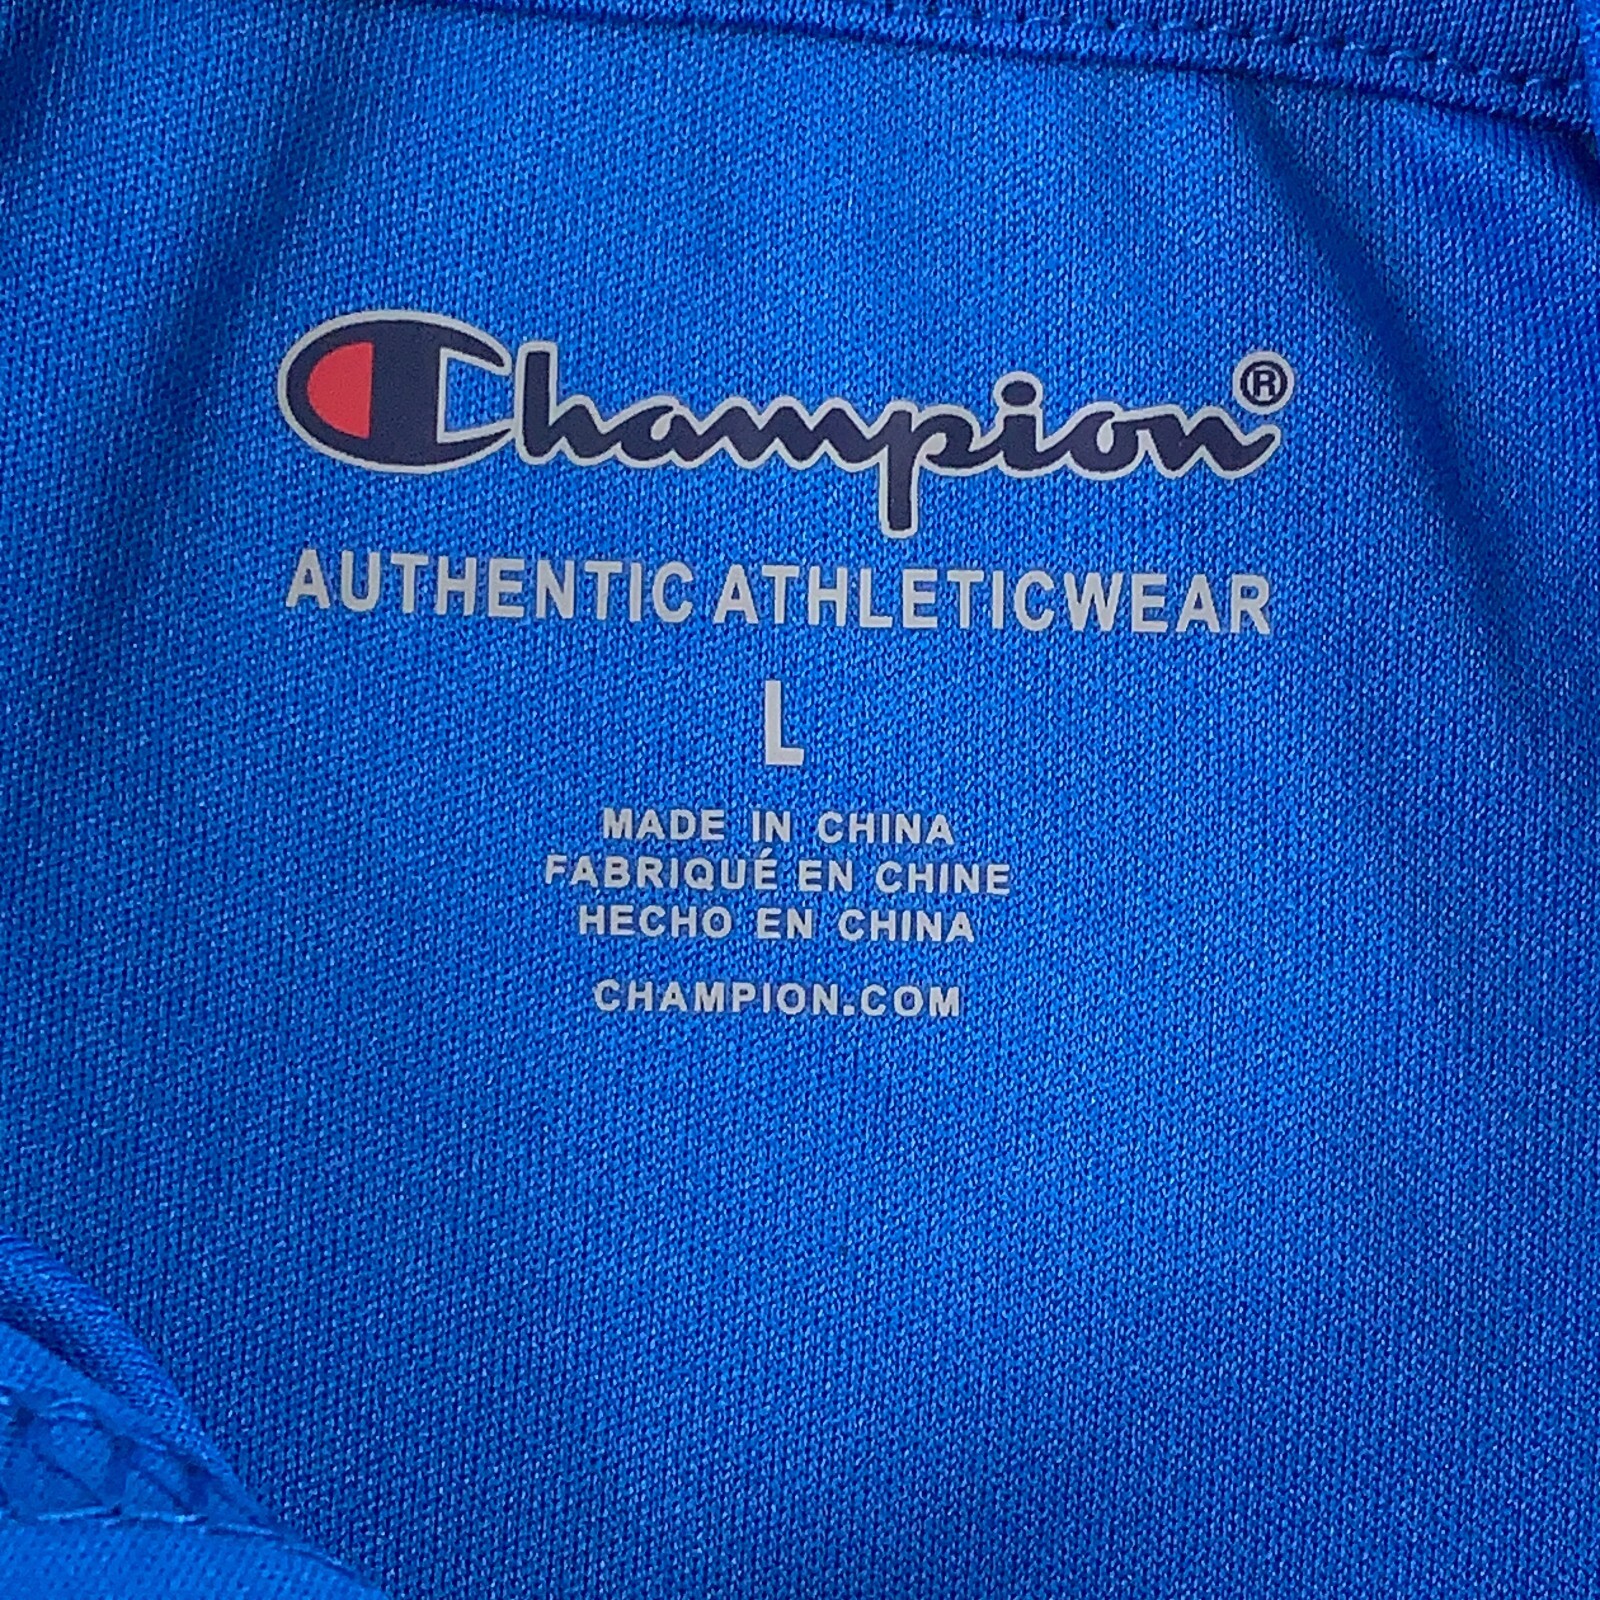 Champion®
AUTHENTIC ATHLETICWEAR
L
MADE IN CHINA
FABRIQUÉ EN CHINE
HECHO EN CHINA
CHAMPION.COM